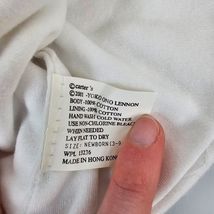 ©carter's
©2001 YOKO ONO LENNON
BODY-100% COTTON
LINING-100% COTTON
HAND WASH COLD WATER
USE NON-CHLORINE BLEACH
WHEN NEEDED
LAY FLAT TO DRY
SIZE: NEWBORN (3-9
WPL 13276
MADE IN HONG KONG